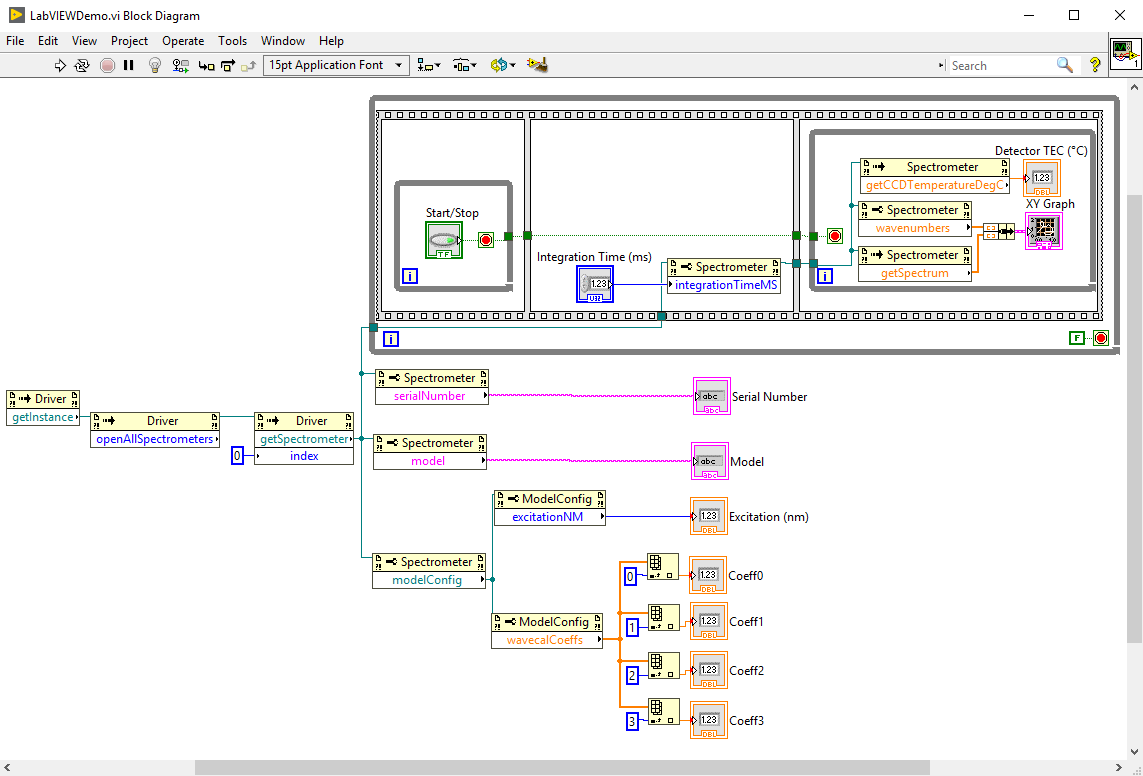 LabVIEWDemo.vi Block Diagram
File Edit View Project Operate Tools Window Help
15pt Application Font
Search
?
1
Start/Stop
TF
i
Integration Time (ms)
1.23
U32
Spectrometer
integrationTimeMS
Detector TEC (°C)
Spectrometer
getCCDTemperatureDegC
1.23
DBL
XY Graph
Spectrometer
wavenumbers
Spectrometer
getSpectrum
i
i
F
Spectrometer
serialNumber
abc
abc
Serial Number
Driver
getInstance
Driver
openAllSpectrometers
Driver
getSpectrometer
0
index
Spectrometer
model
abc
abc
Model
ModelConfig
excitationNM
1.23
DBL
Excitation (nm)
Spectrometer
modelConfig
0
1.23
DBL
Coeff0
ModelConfig
wavecalCoeffs
1
1.23
DBL
Coeff1
2
1.23
DBL
Coeff2
3
1.23
DBL
Coeff3